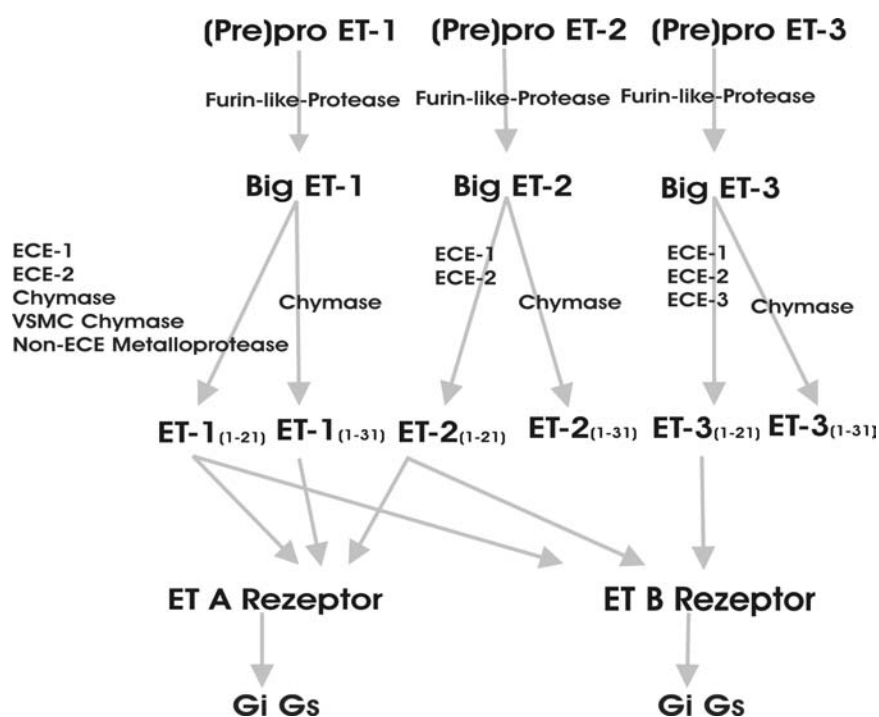 (Pre)pro ET-1 (Pre)pro ET-2 (Pre)pro ET-3
Furin-like-Protease Furin-like-Protease Furin-like-Protease
Big ET-1 Big ET-2 Big ET-3
ECE-1
ECE-2
Chymase
VSMC Chymase
Non-ECE Metalloprotease
Chymase
ECE-1
ECE-2
Chymase
ECE-1
ECE-2
ECE-3
Chymase
ET-1(1-21) ET-1(1-31) ET-2(1-21) ET-2(1-31) ET-3(1-21) ET-3(1-31)
ET A Rezeptor ET B Rezeptor
Gi Gs Gi Gs